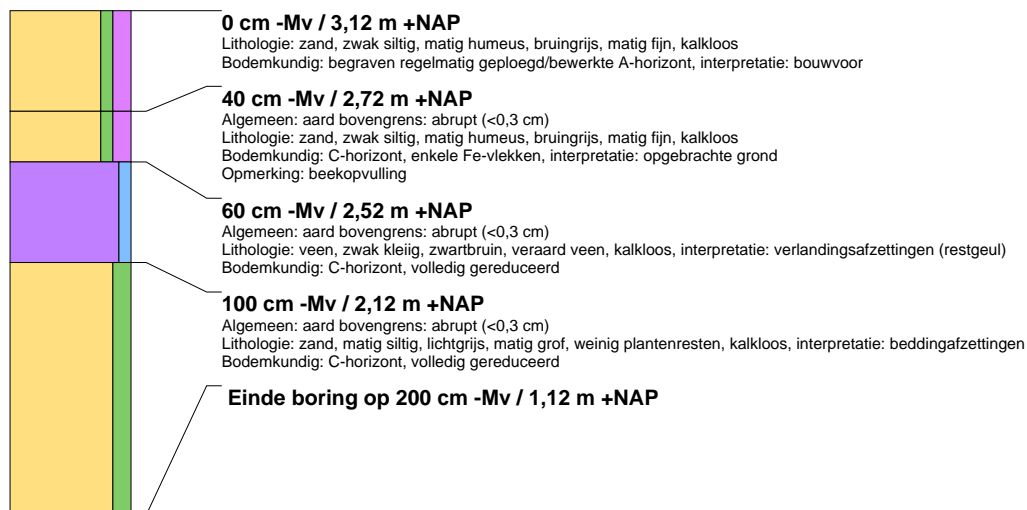 0 cm -Mv / 3,12 m +NAP
Lithologie: zand, zwak siltig, matig humeus, bruingrijs, matig fijn, kalkloos
Bodemkundig: begraven regelmatig geploegd/bewerkte A-horizont, interpretatie: bouwvoor
40 cm -Mv / 2,72 m +NAP
Algemeen: aard bovengrens: abrupt (<0,3 cm)
Lithologie: zand, zwak siltig, matig humeus, bruingrijs, matig fijn, kalkloos
Bodemkundig: C-horizont, enkele Fe-vlekken, interpretatie: opgebrachte grond
Opmerking: beekopvulling
60 cm -Mv / 2,52 m +NAP
Algemeen: aard bovengrens: abrupt (<0,3 cm)
Lithologie: veen, zwak kleiig, zwartbruin, veraard veen, kalkloos, interpretatie: verlandingsafzettingen (restgeul)
Bodemkundig: C-horizont, volledig gereduceerd
100 cm -Mv / 2,12 m +NAP
Algemeen: aard bovengrens: abrupt (<0,3 cm)
Lithologie: zand, matig siltig, lichtgrijs, matig grof, weinig plantenresten, kalkloos, interpretatie: beddingafzettingen
Bodemkundig: C-horizont, volledig gereduceerd
Einde boring op 200 cm -Mv / 1,12 m +NAP